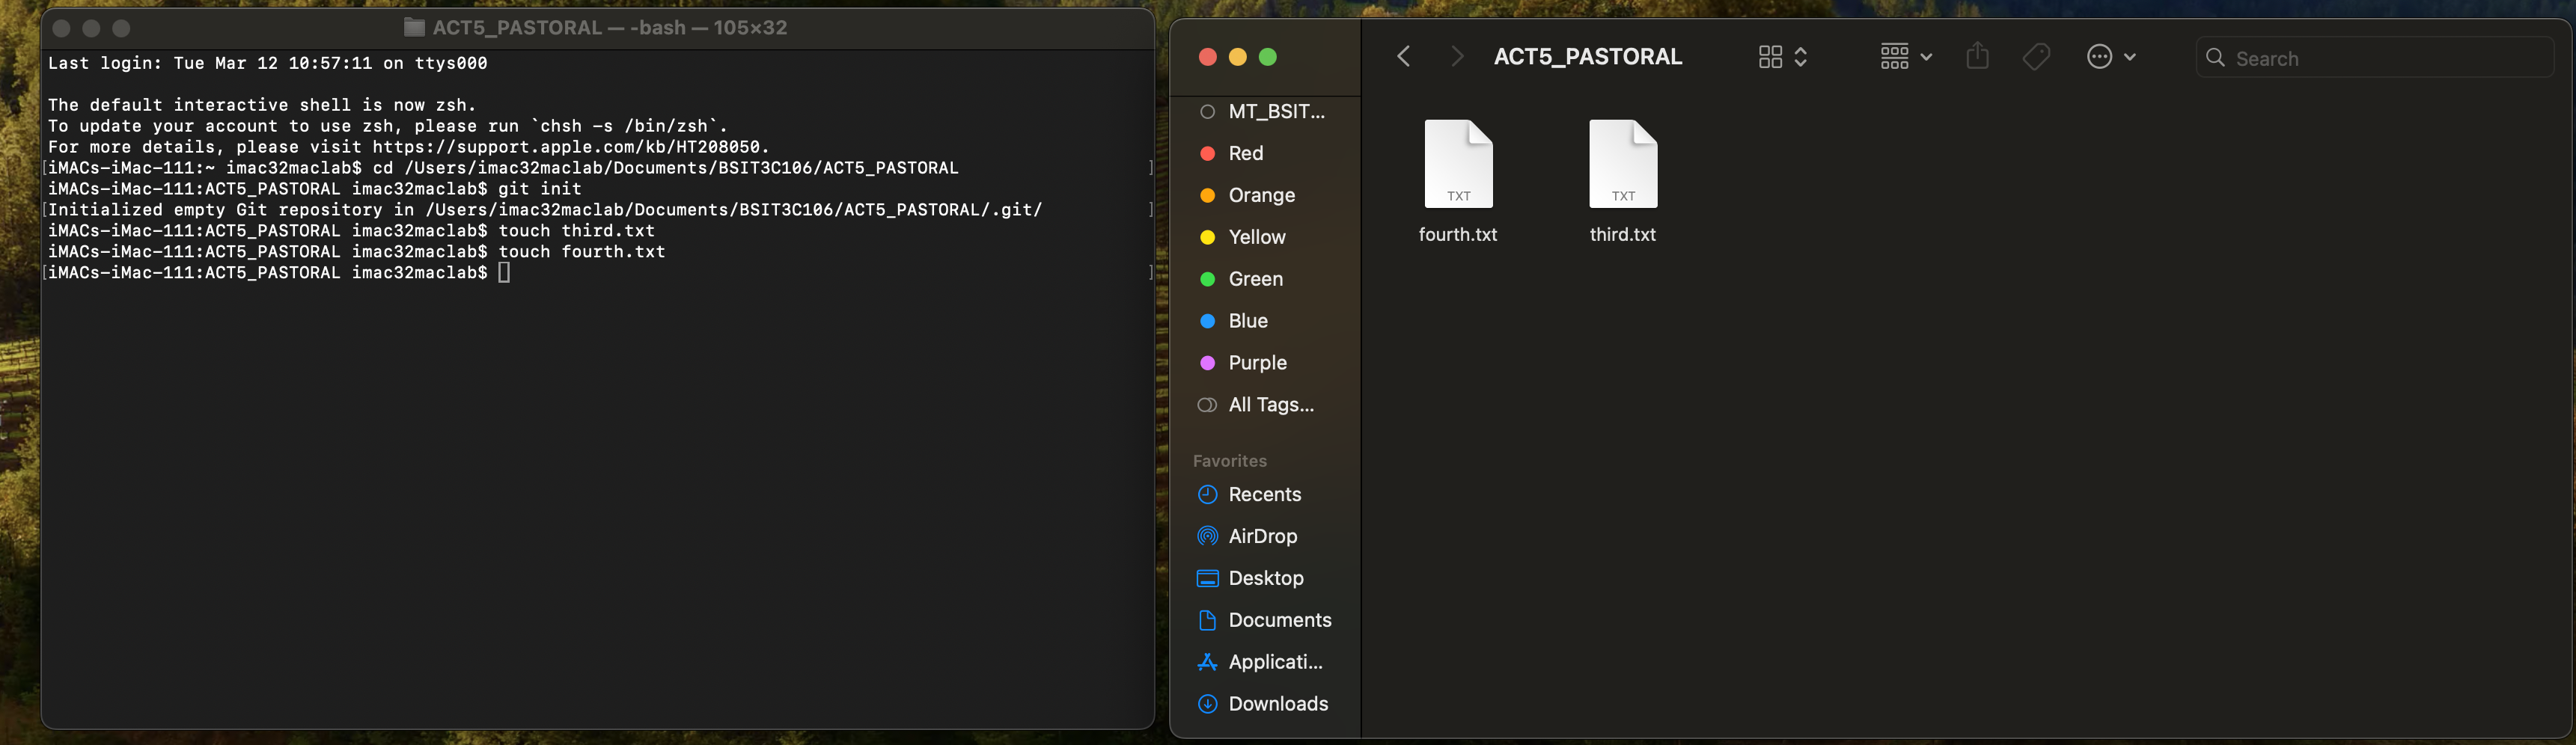 ACT5_PASTORAL — -bash — 105×32
Last login: Tue Mar 12 10:57:11 on ttys000
The default interactive shell is now zsh.
To update your account to use zsh, please run `chsh -s /bin/zsh`.
For more details, please visit https://support.apple.com/kb/HT208050.
[iMACs-iMac-111:~ imac32maclab$ cd /Users/imac32maclab/Documents/BSIT3C106/ACT5_PASTORAL ]
iMACs-iMac-111:ACT5_PASTORAL imac32maclab$ git init
[Initialized empty Git repository in /Users/imac32maclab/Documents/BSIT3C106/ACT5_PASTORAL/.git/ ]
iMACs-iMac-111:ACT5_PASTORAL imac32maclab$ touch third.txt
iMACs-iMac-111:ACT5_PASTORAL imac32maclab$ touch fourth.txt
[iMACs-iMac-111:ACT5_PASTORAL imac32maclab$ ]
ACT5_PASTORAL
Search
MT_BSIT...
Red
Orange
Yellow
Green
Blue
Purple
All Tags...
Favorites
Recents
AirDrop
Desktop
Documents
Applicati...
Downloads
TXT
fourth.txt
TXT
third.txt